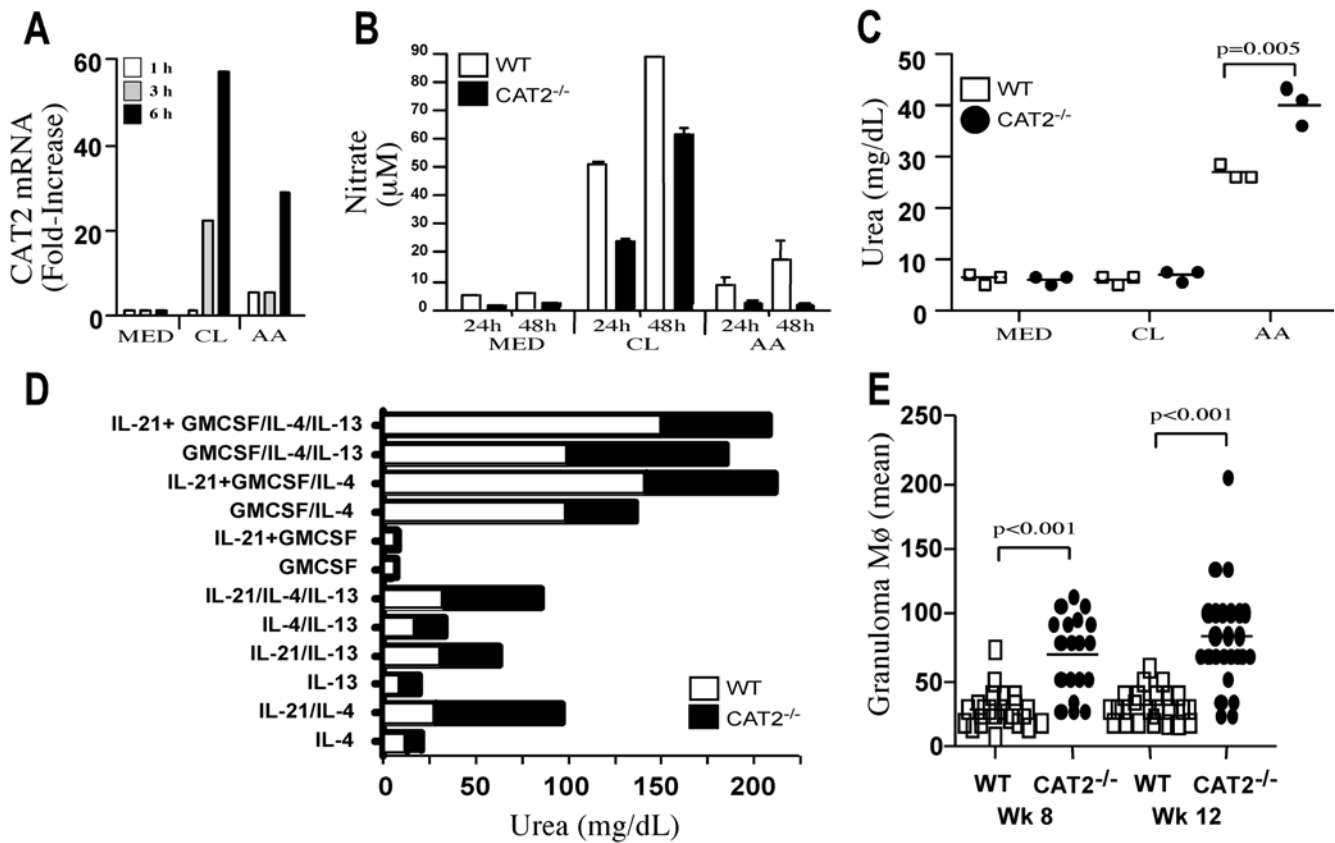 A
CAT2 mRNA
(Fold-Increase)
60
40
20
0
1 h
3 h
6 h
MED CL AA
B
Nitrate
(µM)
90
80
70
60
50
40
30
20
10
0
WT
CAT2-/-
24h 48h 24h 48h 24h 48h
MED CL AA
C
Urea (mg/dL)
50
40
30
20
10
0
WT
CAT2-/-
p=0.005
MED CL AA
D
IL-21+ GMCSF/IL-4/IL-13
GMCSF/IL-4/IL-13
IL-21+GMCSF/IL-4
GMCSF/IL-4
IL-21+GMCSF
GMCSF
IL-21/IL-4/IL-13
IL-4/IL-13
IL-21/IL-13
IL-13
IL-21/IL-4
IL-4
WT
CAT2-/-
0 50 100 150 200
Urea (mg/dL)
E
Granuloma Mø (mean)
250
200
150
100
50
0
p<0.001
p<0.001
WT CAT2-/- WT CAT2-/-
Wk 8 Wk 12